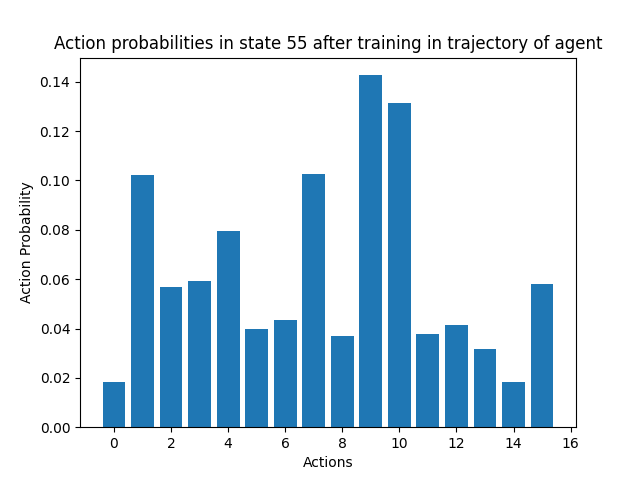 Action probabilities in state 55 after training in trajectory of agent
0.14
0.12
0.10
0.08
0.06
0.04
0.02
0.00
Action Probability
0 2 4 6 8 10 12 14 16
Actions